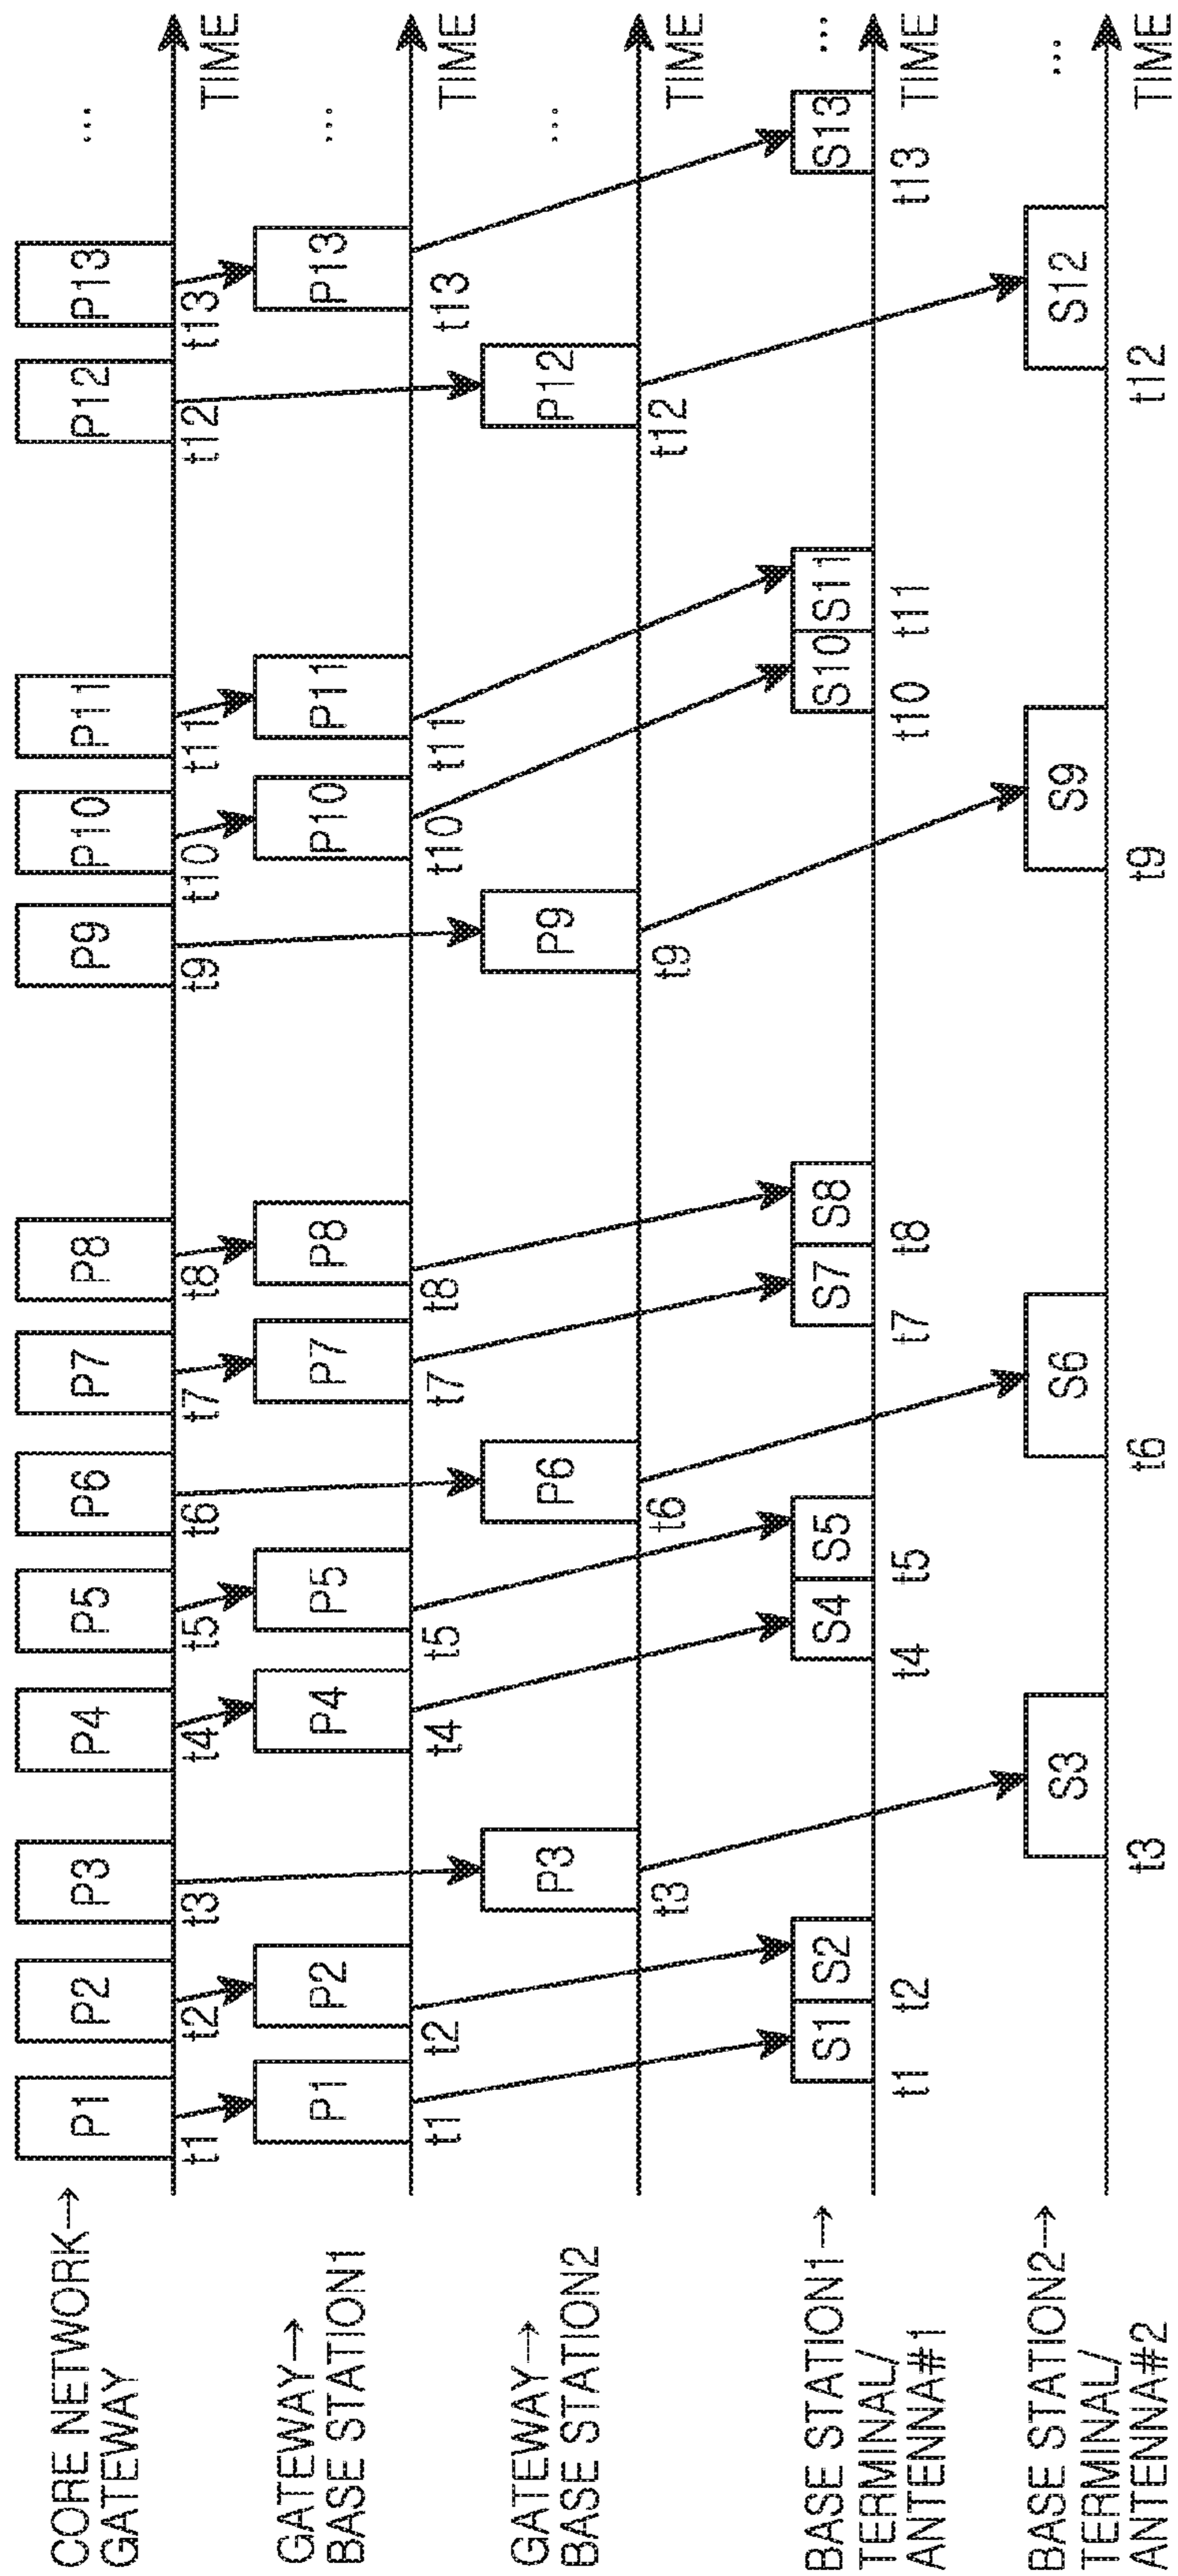 CORE NETWORK→
GATEWAY
P1 P2 P3 P4 P5 P6 P7 P8 P9 P10 P11 P12 P13 ...
t1 t2 t3 t4 t5 t6 t7 t8 t9 t10 t11 t12 t13 TIME
GATEWAY→
BASE STATION1
P1 P2 P4 P5 P7 P8 P10 P11 P13 ...
t1 t2 t4 t5 t7 t8 t10 t11 t13 TIME
GATEWAY→
BASE STATION2
P3 P6 P9 P12 ...
t3 t6 t9 t12 TIME
BASE STATION1→
TERMINAL/
ANTENNA#1
S1 S2 S4 S5 S7 S8 S10 S11 S13 ...
t1 t2 t4 t5 t7 t8 t10 t11 t13 TIME
BASE STATION2→
TERMINAL/
ANTENNA#2
S3 S6 S9 S12 ...
t3 t6 t9 t12 TIME